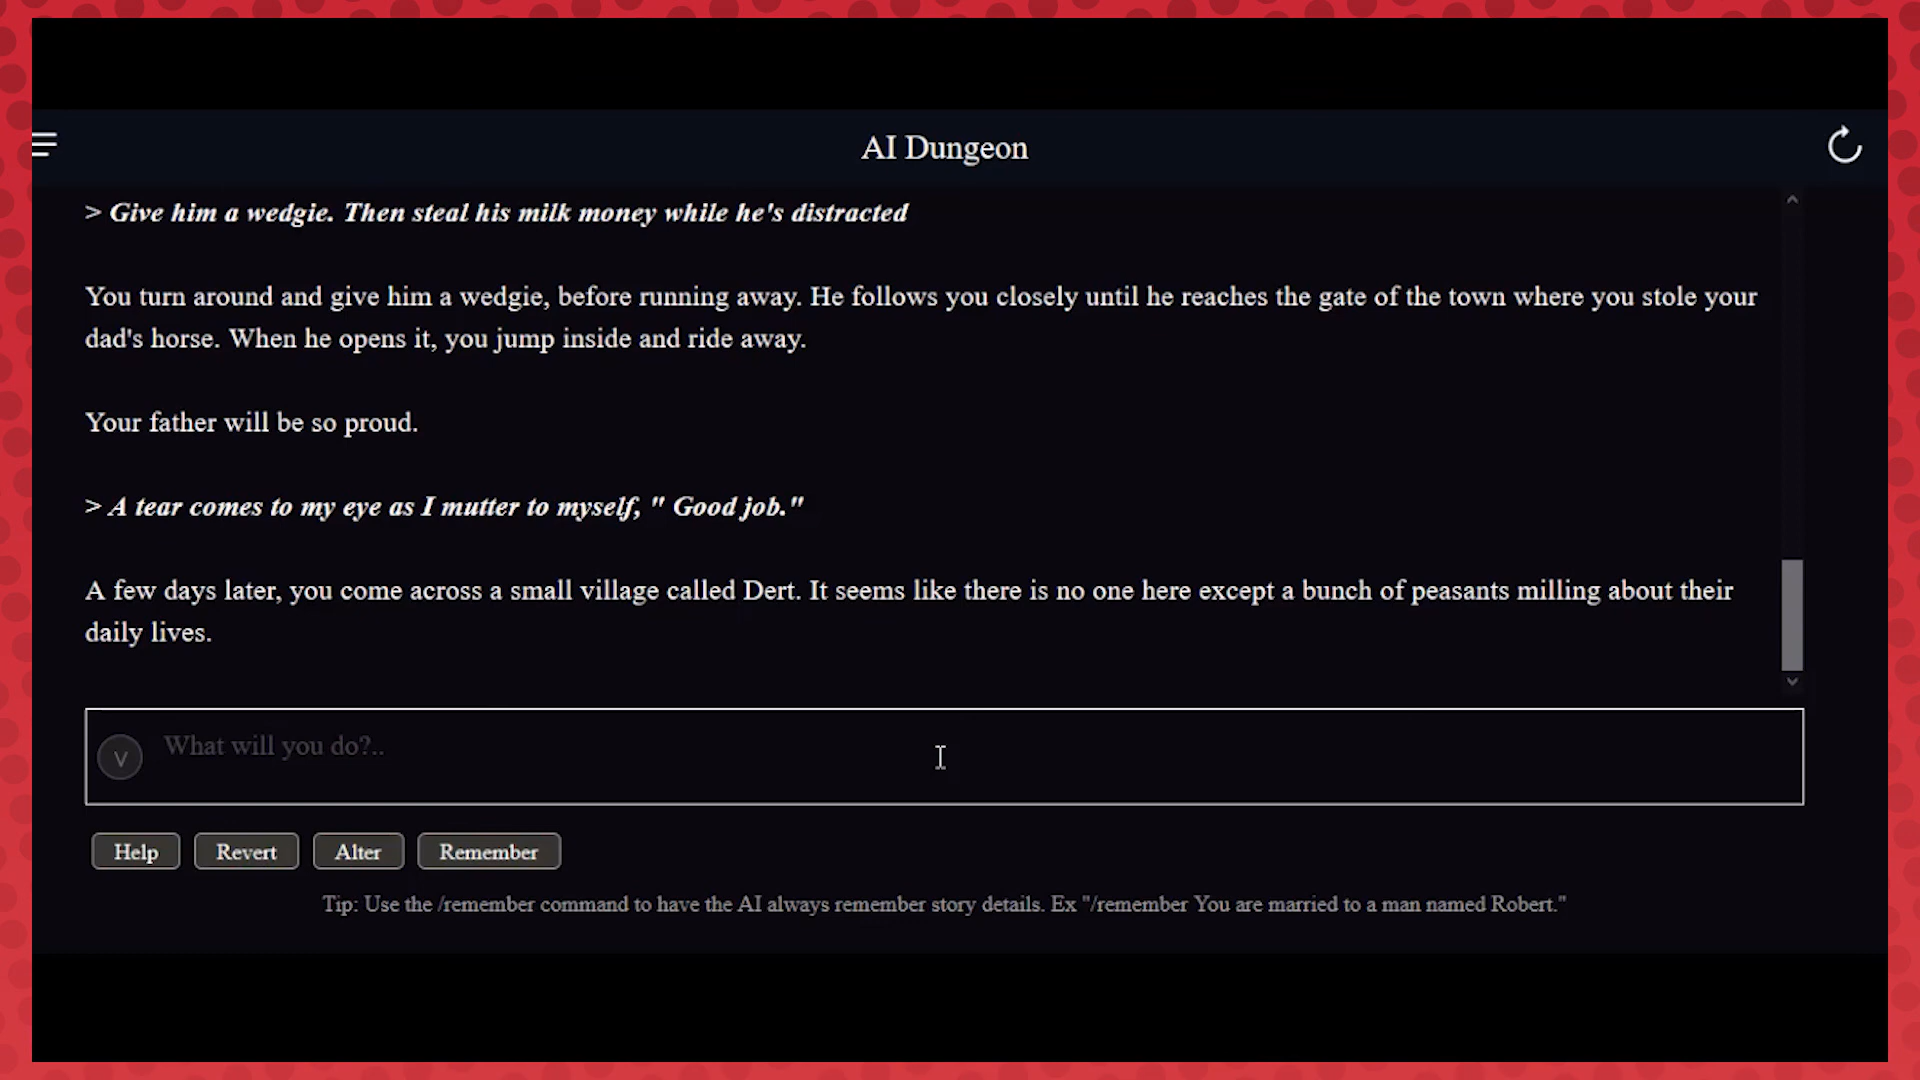 AI Dungeon
> Give him a wedgie. Then steal his milk money while he's distracted
You turn around and give him a wedgie, before running away. He follows you closely until he reaches the gate of the town where you stole your
dad's horse. When he opens it, you jump inside and ride away.
Your father will be so proud.
> A tear comes to my eye as I mutter to myself, " Good job."
A few days later, you come across a small village called Dert. It seems like there is no one here except a bunch of peasants milling about their
daily lives.
V What will you do?..
Help Revert Alter Remember
Tip: Use the /remember command to have the AI always remember story details. Ex "/remember You are married to a man named Robert."